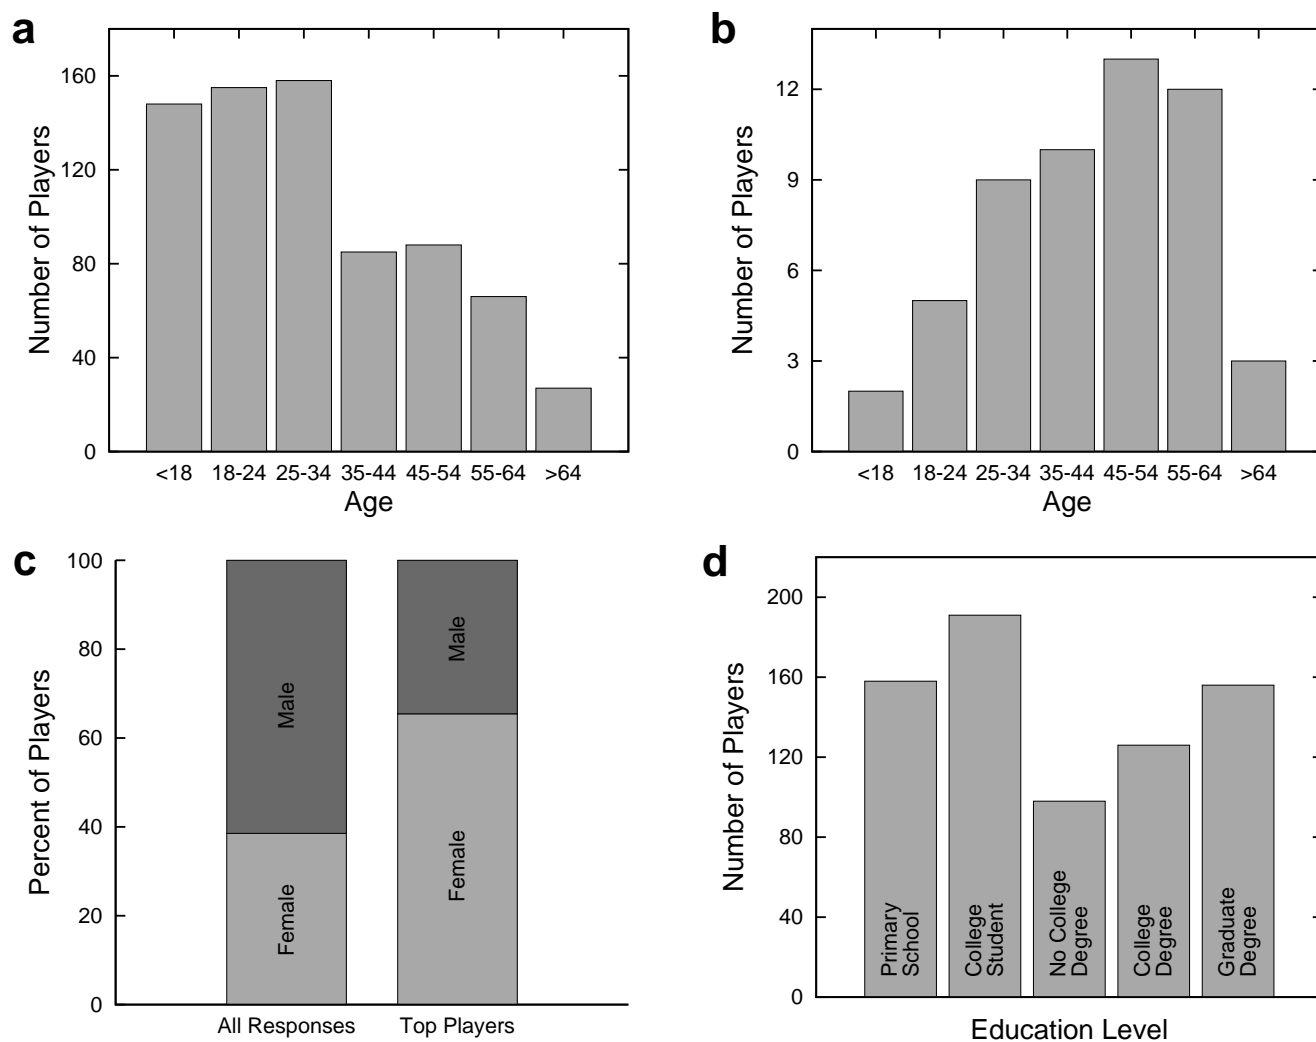 a
Number of Players
160
120
80
40
0
<18 18-24 25-34 35-44 45-54 55-64 >64
Age
b
Number of Players
12
9
6
3
0
<18 18-24 25-34 35-44 45-54 55-64 >64
Age
c
Percent of Players
100
80
60
40
20
0
Male
Female
Male
Female
All Responses Top Players
d
Number of Players
200
160
120
80
40
0
Primary
School
College
Student
No College
Degree
College
Degree
Graduate
Degree
Education Level